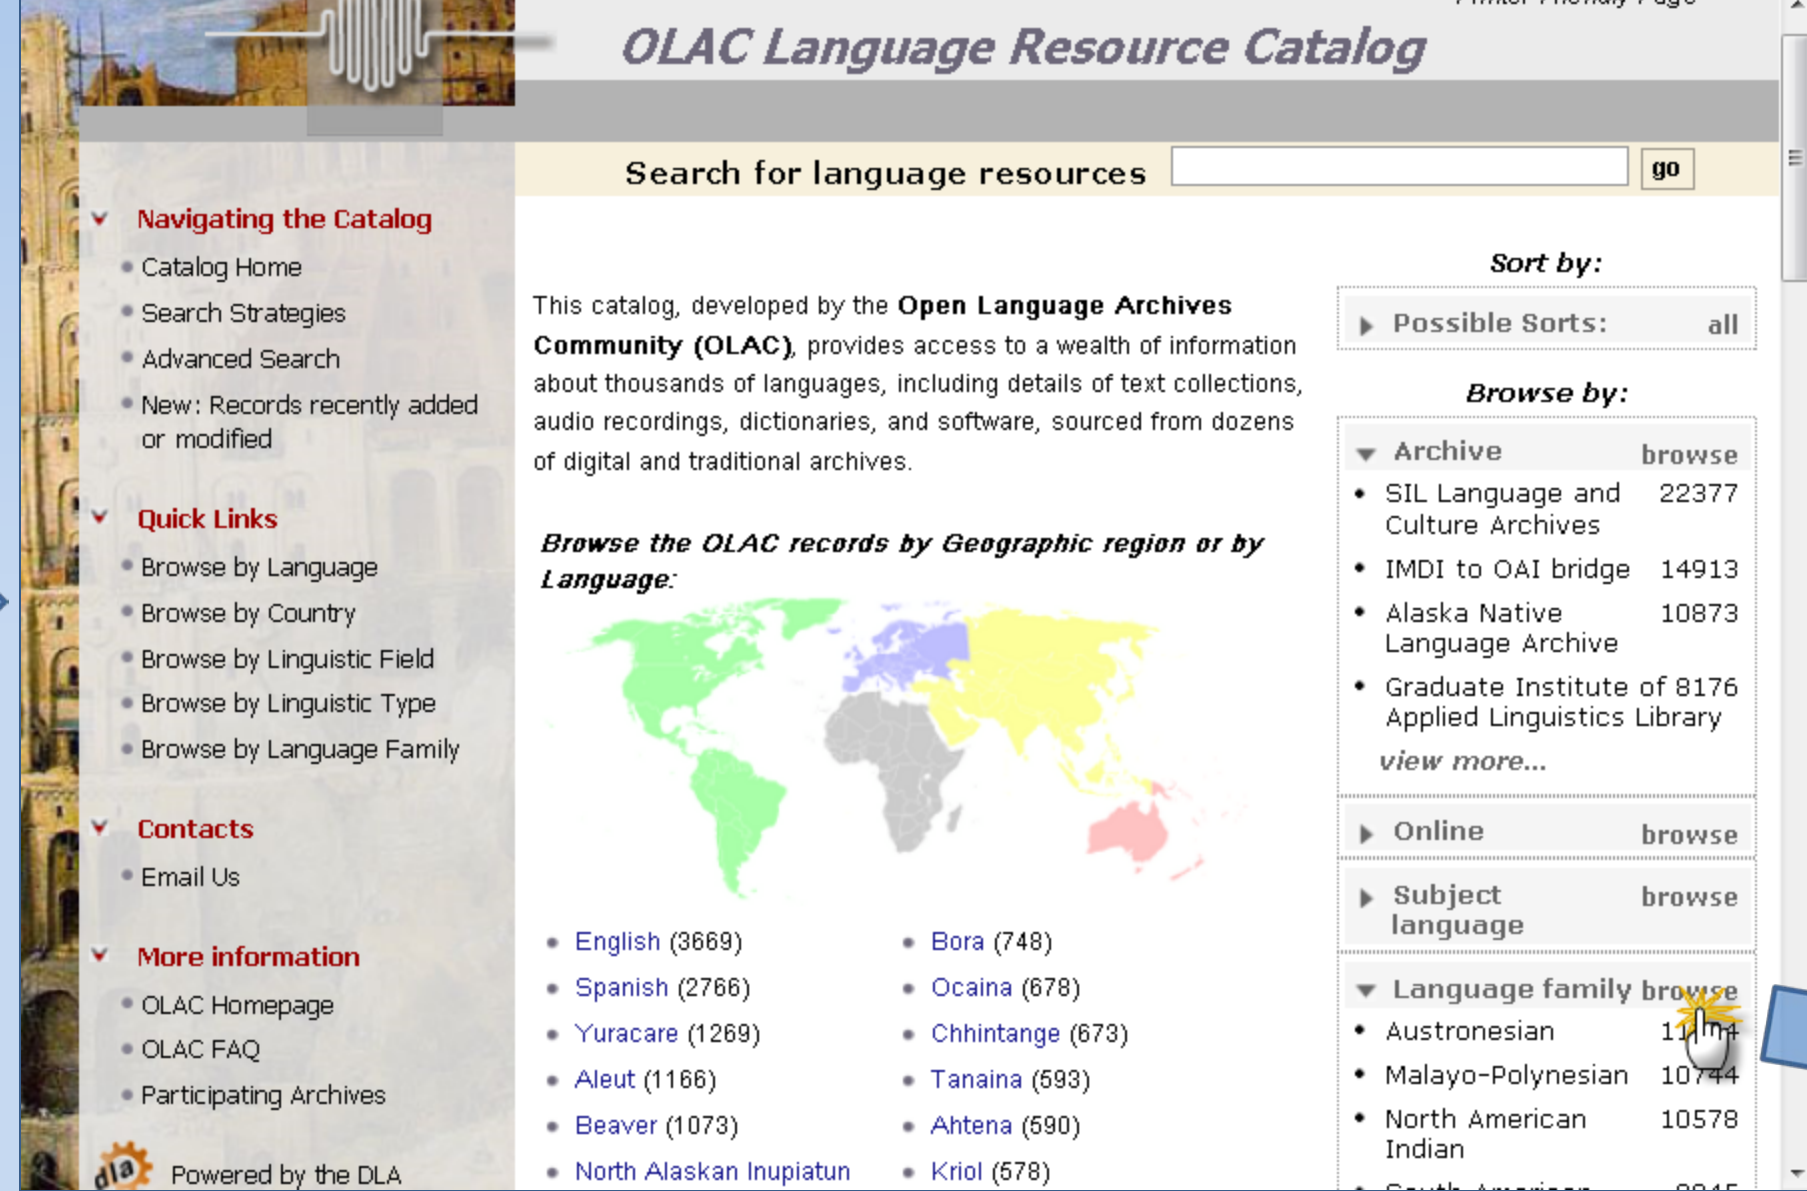 OLAC Language Resource Catalog
Search for language resources
go
Navigating the Catalog
Catalog Home
Search Strategies
Advanced Search
New: Records recently added
or modified
Quick Links
Browse by Language
Browse by Country
Browse by Linguistic Field
Browse by Linguistic Type
Browse by Language Family
Contacts
Email Us
More information
OLAC Homepage
OLAC FAQ
Participating Archives
dla
Powered by the DLA
This catalog, developed by the Open Language Archives
Community (OLAC), provides access to a wealth of information
about thousands of languages, including details of text collections,
audio recordings, dictionaries, and software, sourced from dozens
of digital and traditional archives.
Browse the OLAC records by Geographic region or by
Language:
English (3669)
Spanish (2766)
Yuracare (1269)
Aleut (1166)
Beaver (1073)
North Alaskan Inupiatun
Bora (748)
Ocaina (678)
Chhintange (673)
Tanaina (593)
Ahtena (590)
Kriol (578)
Sort by:
Possible Sorts: all
Browse by:
Archive browse
SIL Language and 22377
Culture Archives
IMDI to OAI bridge 14913
Alaska Native 10873
Language Archive
Graduate Institute of 8176
Applied Linguistics Library
view more...
Online browse
Subject browse
language
Language family browse
Austronesian
Malayo-Polynesian 10744
North American 10578
Indian